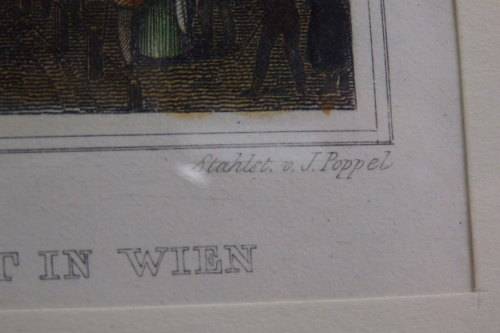 Stahlst. v. J. Poppel
T IN WIEN